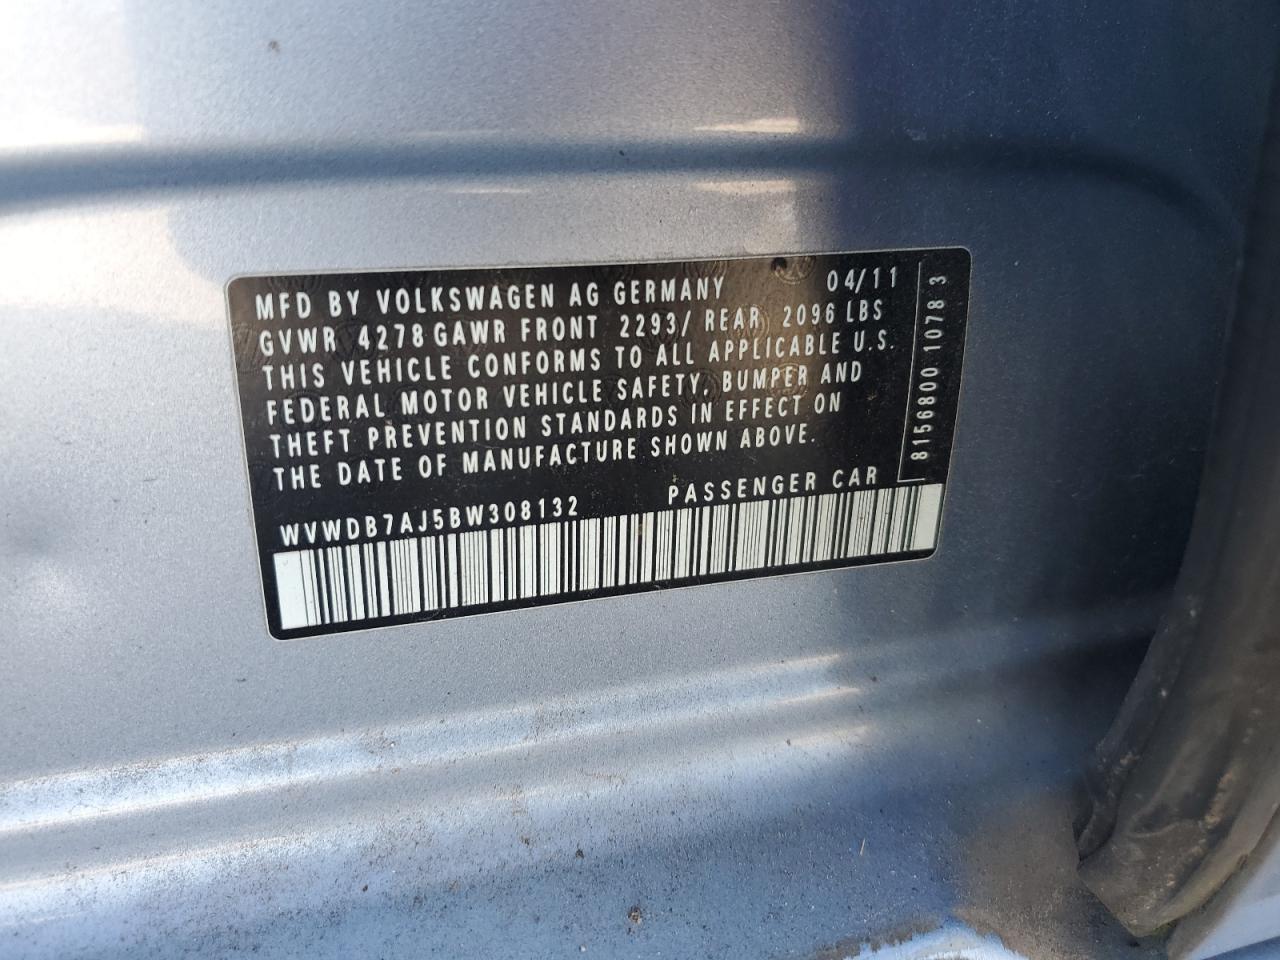 MFD BY VOLKSWAGEN AG GERMANY 04/11
GVWR 4278 GAWR FRONT 2293/ REAR 2096 LBS
THIS VEHICLE CONFORMS TO ALL APPLICABLE U.S.
FEDERAL MOTOR VEHICLE SAFETY, BUMPER AND
THEFT PREVENTION STANDARDS IN EFFECT ON
THE DATE OF MANUFACTURE SHOWN ABOVE.
WVWDB7AJ5BW308132 PASSENGER CAR
8156800 1078 3